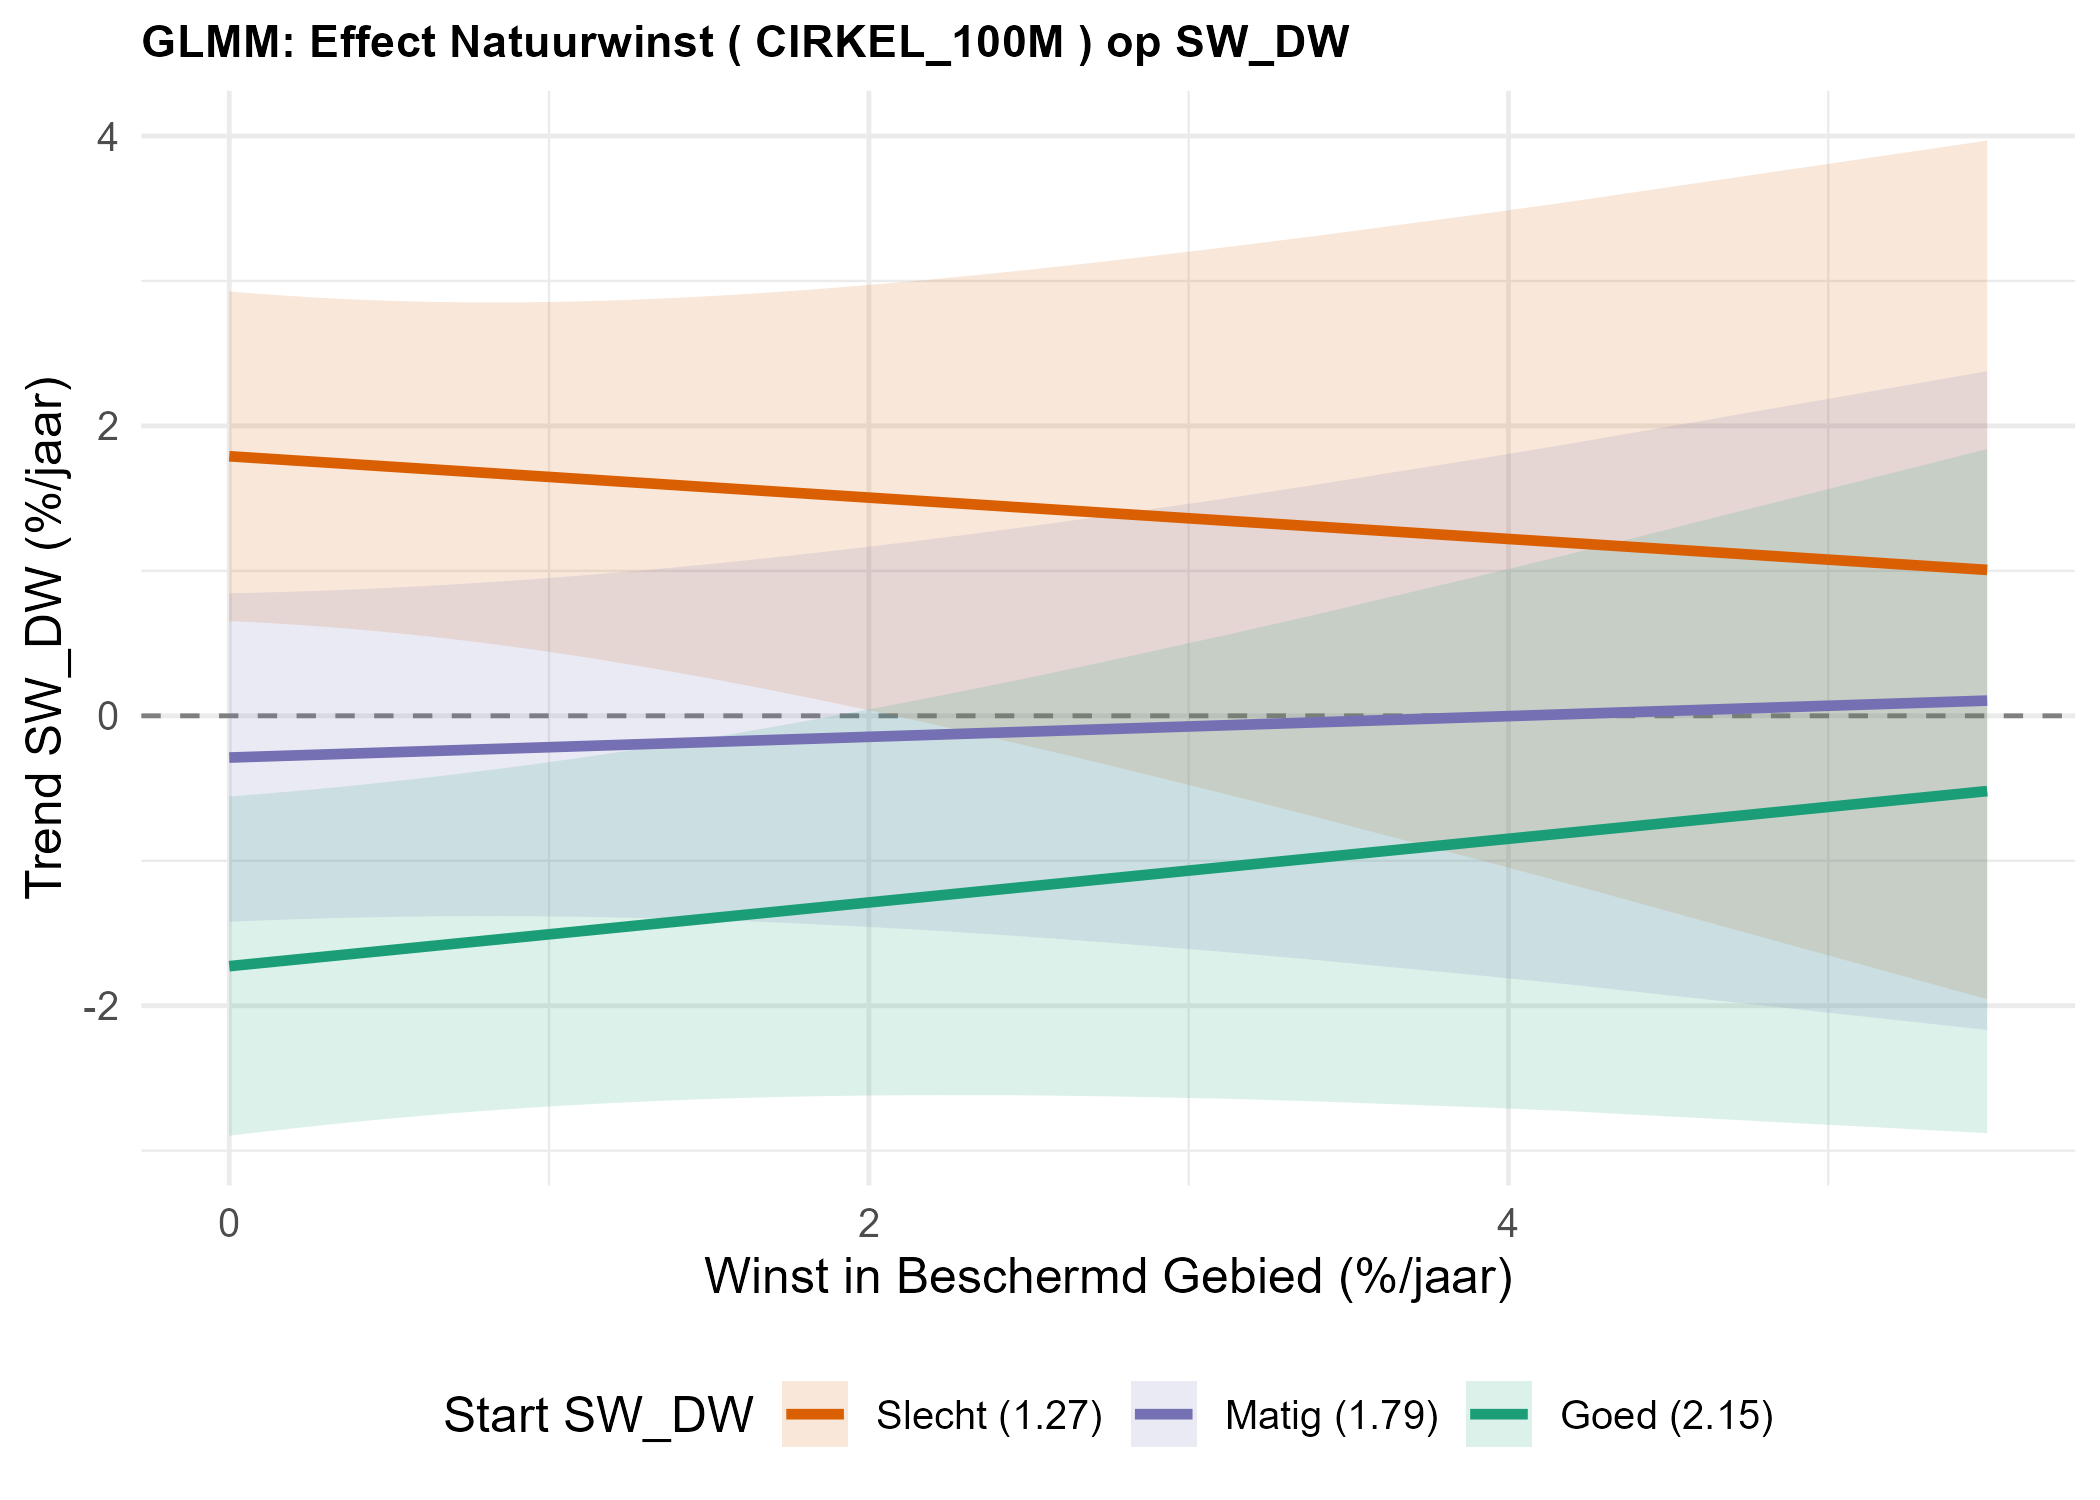 GLMM: Effect Natuurwinst ( CIRKEL_100M ) op SW_DW
Trend SW_DW (%/jaar)
4
2
0
-2
0 2 4
Winst in Beschermd Gebied (%/jaar)
Start SW_DW Slecht (1.27) Matig (1.79) Goed (2.15)